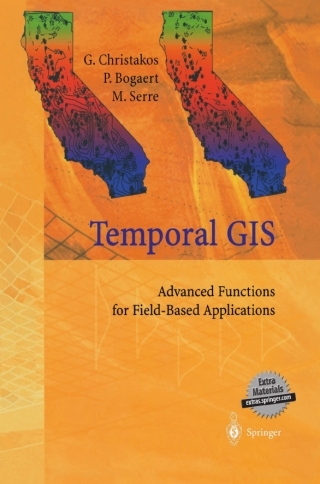 G. Christakos
P. Bogaert
M. Serre
Temporal GIS
Advanced Functions
for Field-Based Applications
Extra
Materials
extras.springer.com
Springer